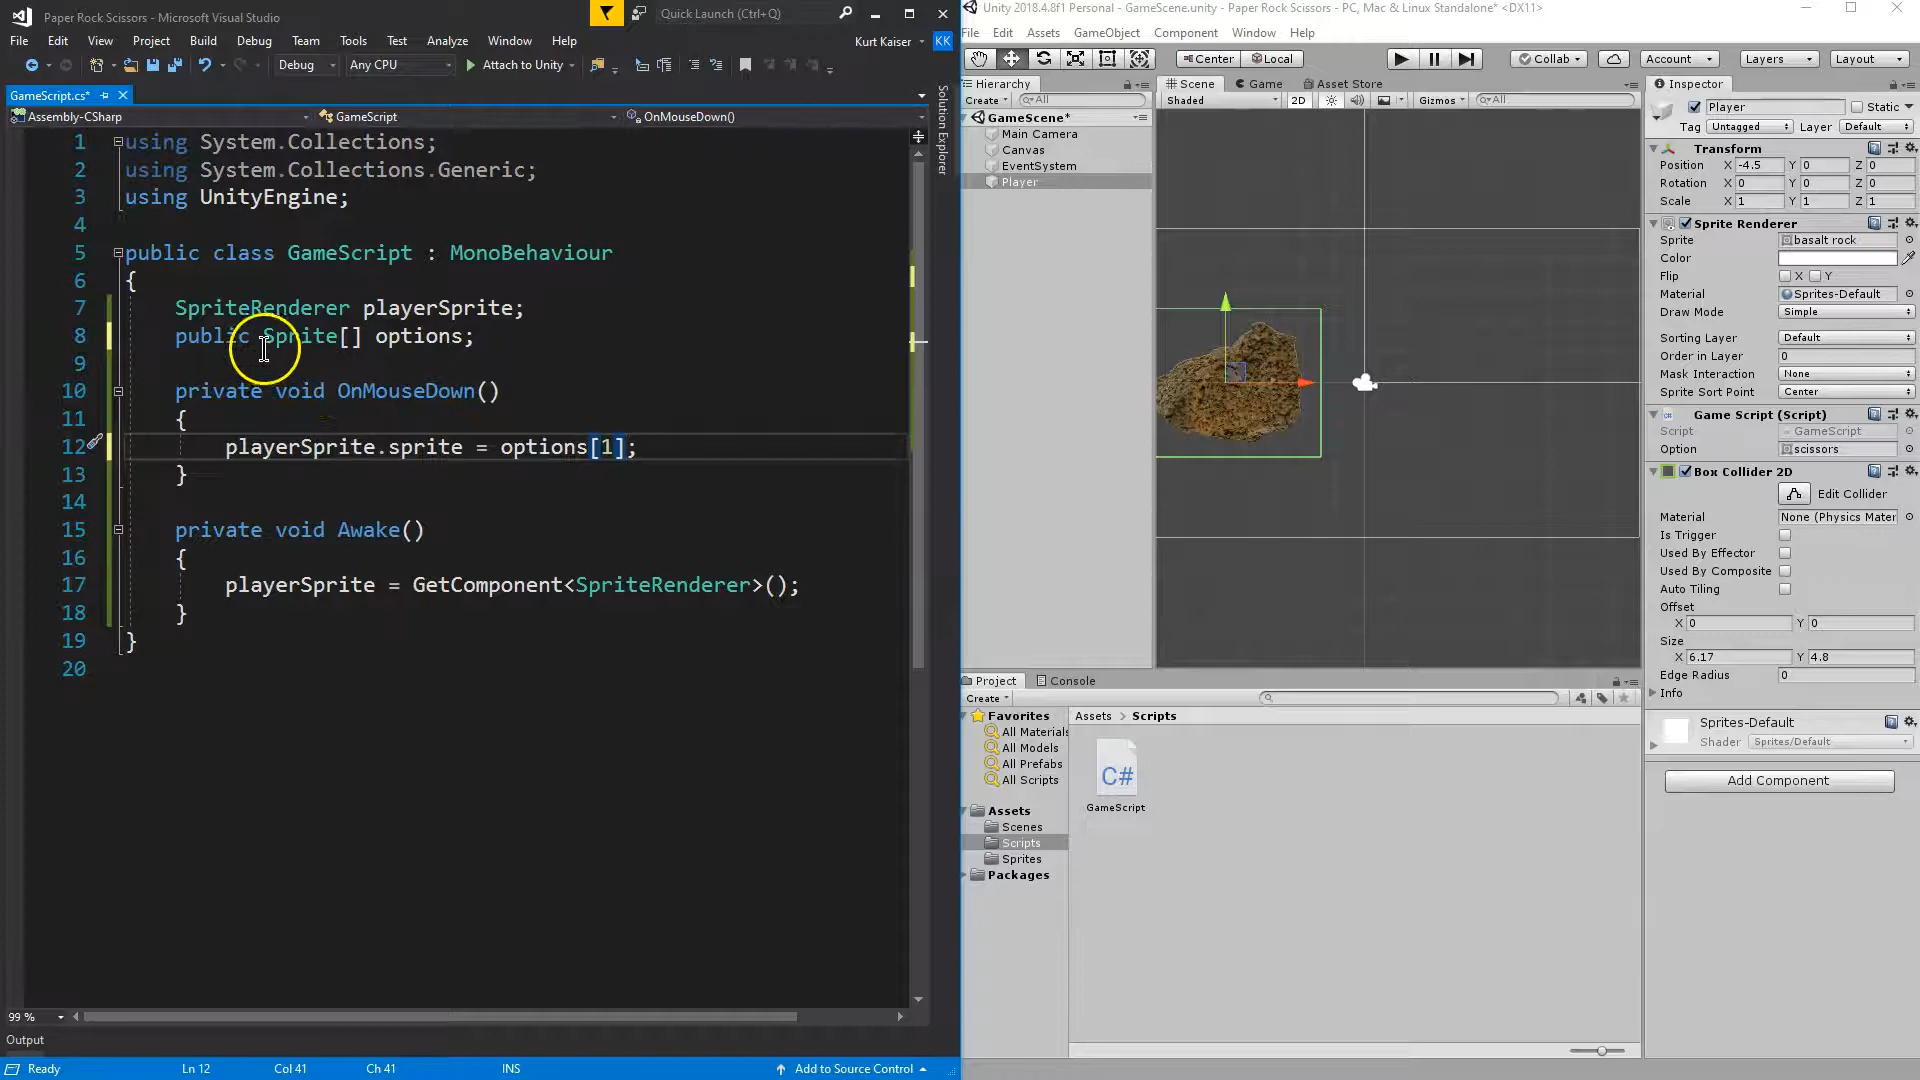 Paper Rock Scissors - Microsoft Visual Studio
Quick Launch (Ctrl+Q)
File Edit View Project Build Debug Team Tools Test Analyze Window Help
Kurt Kaiser KK
Debug Any CPU Attach to Unity
GameScript.cs*
Assembly-CSharp GameScript OnMouseDown()
Solution Explorer
1 using System.Collections;
2 using System.Collections.Generic;
3 using UnityEngine;
4
5 public class GameScript : MonoBehaviour
6 {
7 SpriteRenderer playerSprite;
8 public Sprite[] options;
9
10 private void OnMouseDown()
11 {
12 playerSprite.sprite = options[1];
13 }
14
15 private void Awake()
16 {
17 playerSprite = GetComponent<SpriteRenderer>();
18 }
19 }
20
99 %
Output
Ready Ln 12 Col 41 Ch 41 INS Add to Source Control
Unity 2018.4.8f1 Personal - GameScene.unity - Paper Rock Scissors - PC, Mac & Linux Standalone* <DX11>
File Edit Assets GameObject Component Window Help
Center Local Collab Account Layers Layout
Hierarchy
Create All
GameScene*
Main Camera
Canvas
EventSystem
Player
Scene Game Asset Store
Shaded 2D Gizmos All
Project Console
Create
Favorites
All Materials
All Models
All Prefabs
All Scripts
Assets
Scenes
Scripts
Sprites
Packages
Assets > Scripts
C#
GameScript
Inspector
Player Static
Tag Untagged Layer Default
Transform
Position X -4.5 Y 0 Z 0
Rotation X 0 Y 0 Z 0
Scale X 1 Y 1 Z 1
Sprite Renderer
Sprite basalt rock
Color
Flip X Y
Material Sprites-Default
Draw Mode Simple
Sorting Layer Default
Order in Layer 0
Mask Interaction None
Sprite Sort Point Center
Game Script (Script)
Script GameScript
Option scissors
Box Collider 2D
Edit Collider
Material None (Physics Mater
Is Trigger
Used By Effector
Used By Composite
Auto Tiling
Offset
X 0 Y 0
Size
X 6.17 Y 4.8
Edge Radius 0
Info
Sprites-Default
Shader Sprites/Default
Add Component